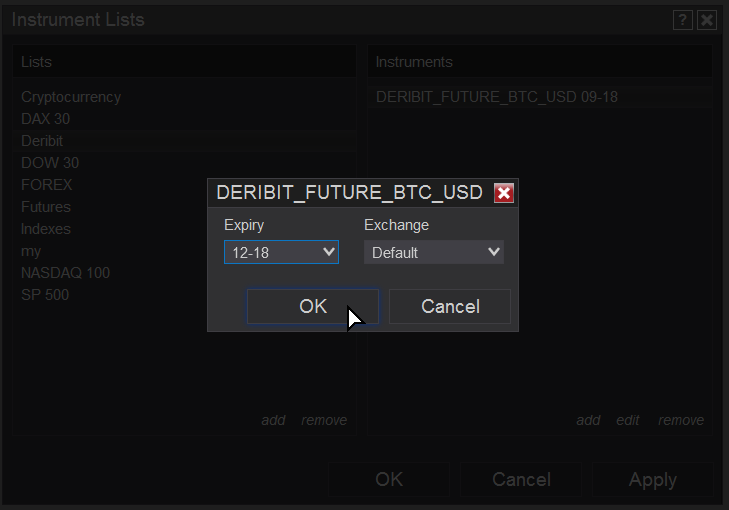 Instrument Lists
?
Lists
Instruments
Cryptocurrency
DERIBIT_FUTURE_BTC_USD 09-18
DAX 30
Deribit
DOW 30
FOREX
Futures
Indexes
my
NASDAQ 100
SP 500
DERIBIT_FUTURE_BTC_USD
Expiry
Exchange
12-18
Default
OK
Cancel
add
remove
add
edit
remove
OK
Cancel
Apply